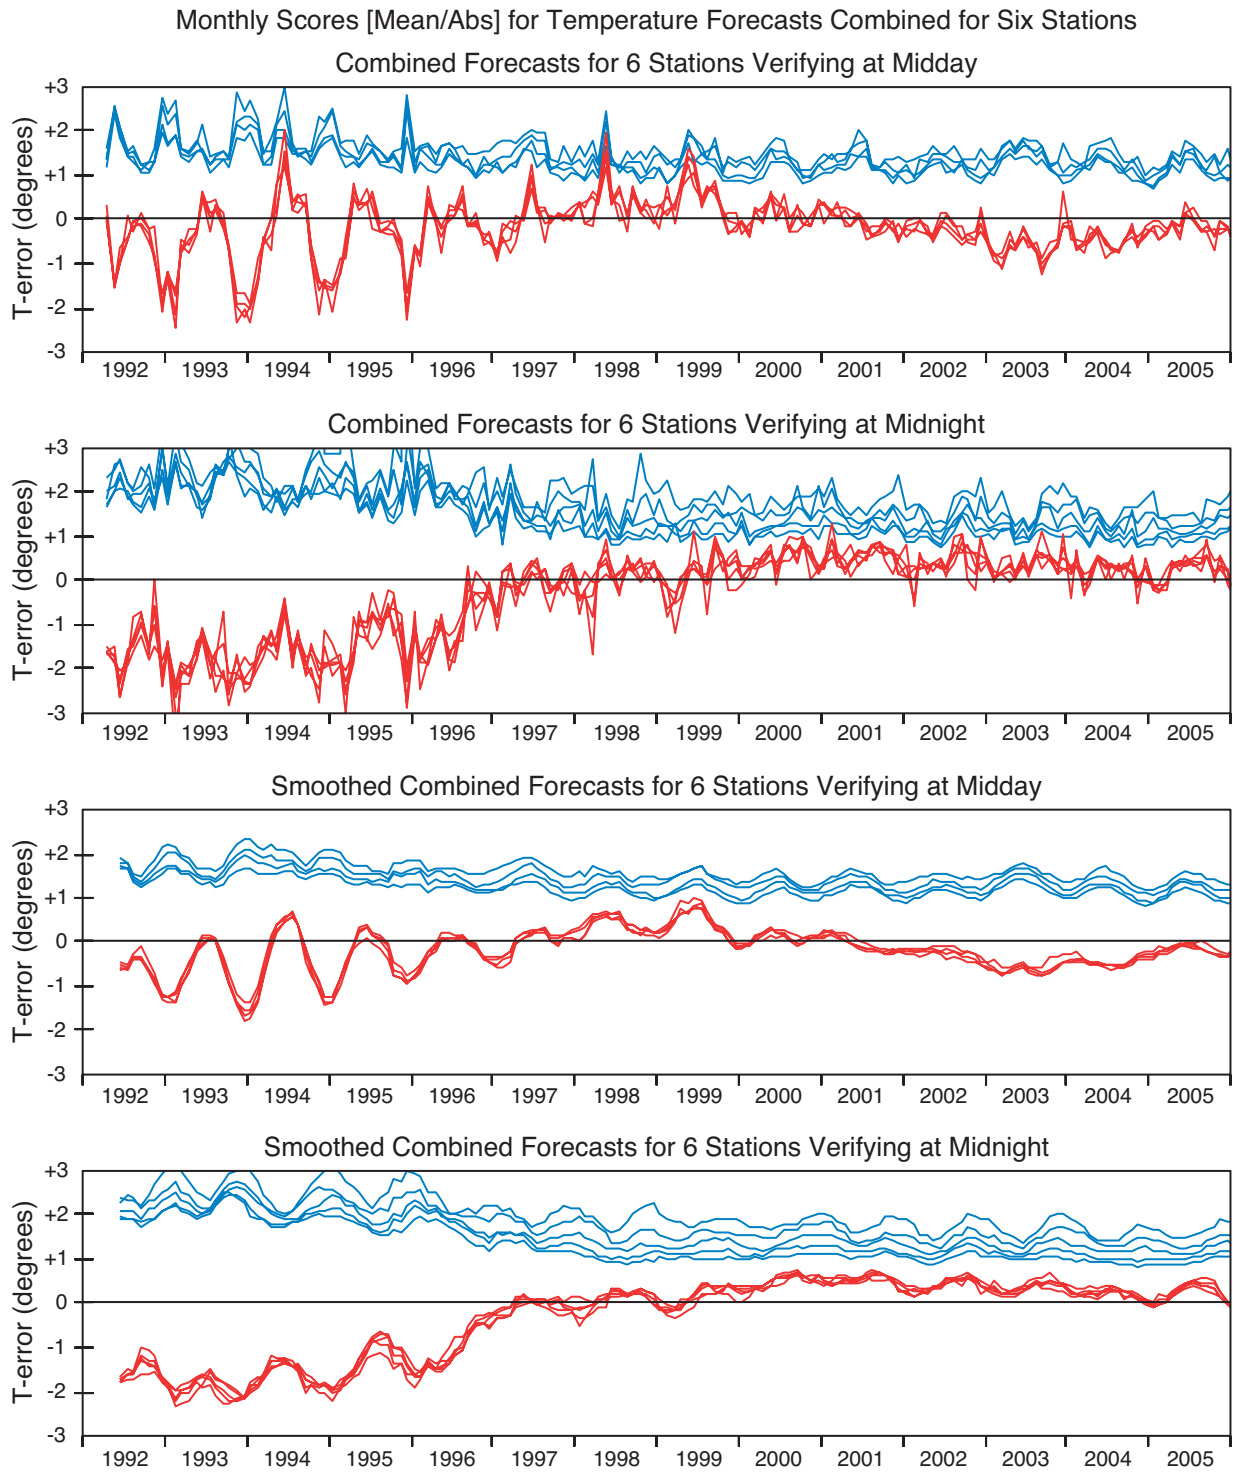 Monthly Scores [Mean/Abs] for Temperature Forecasts Combined for Six Stations
Combined Forecasts for 6 Stations Verifying at Midday
T-error (degrees)
+3
+2
+1
0
-1
-2
-3
1992 1993 1994 1995 1996 1997 1998 1999 2000 2001 2002 2003 2004 2005
Combined Forecasts for 6 Stations Verifying at Midnight
T-error (degrees)
+3
+2
+1
0
-1
-2
-3
1992 1993 1994 1995 1996 1997 1998 1999 2000 2001 2002 2003 2004 2005
Smoothed Combined Forecasts for 6 Stations Verifying at Midday
T-error (degrees)
+3
+2
+1
0
-1
-2
-3
1992 1993 1994 1995 1996 1997 1998 1999 2000 2001 2002 2003 2004 2005
Smoothed Combined Forecasts for 6 Stations Verifying at Midnight
T-error (degrees)
+3
+2
+1
0
-1
-2
-3
1992 1993 1994 1995 1996 1997 1998 1999 2000 2001 2002 2003 2004 2005